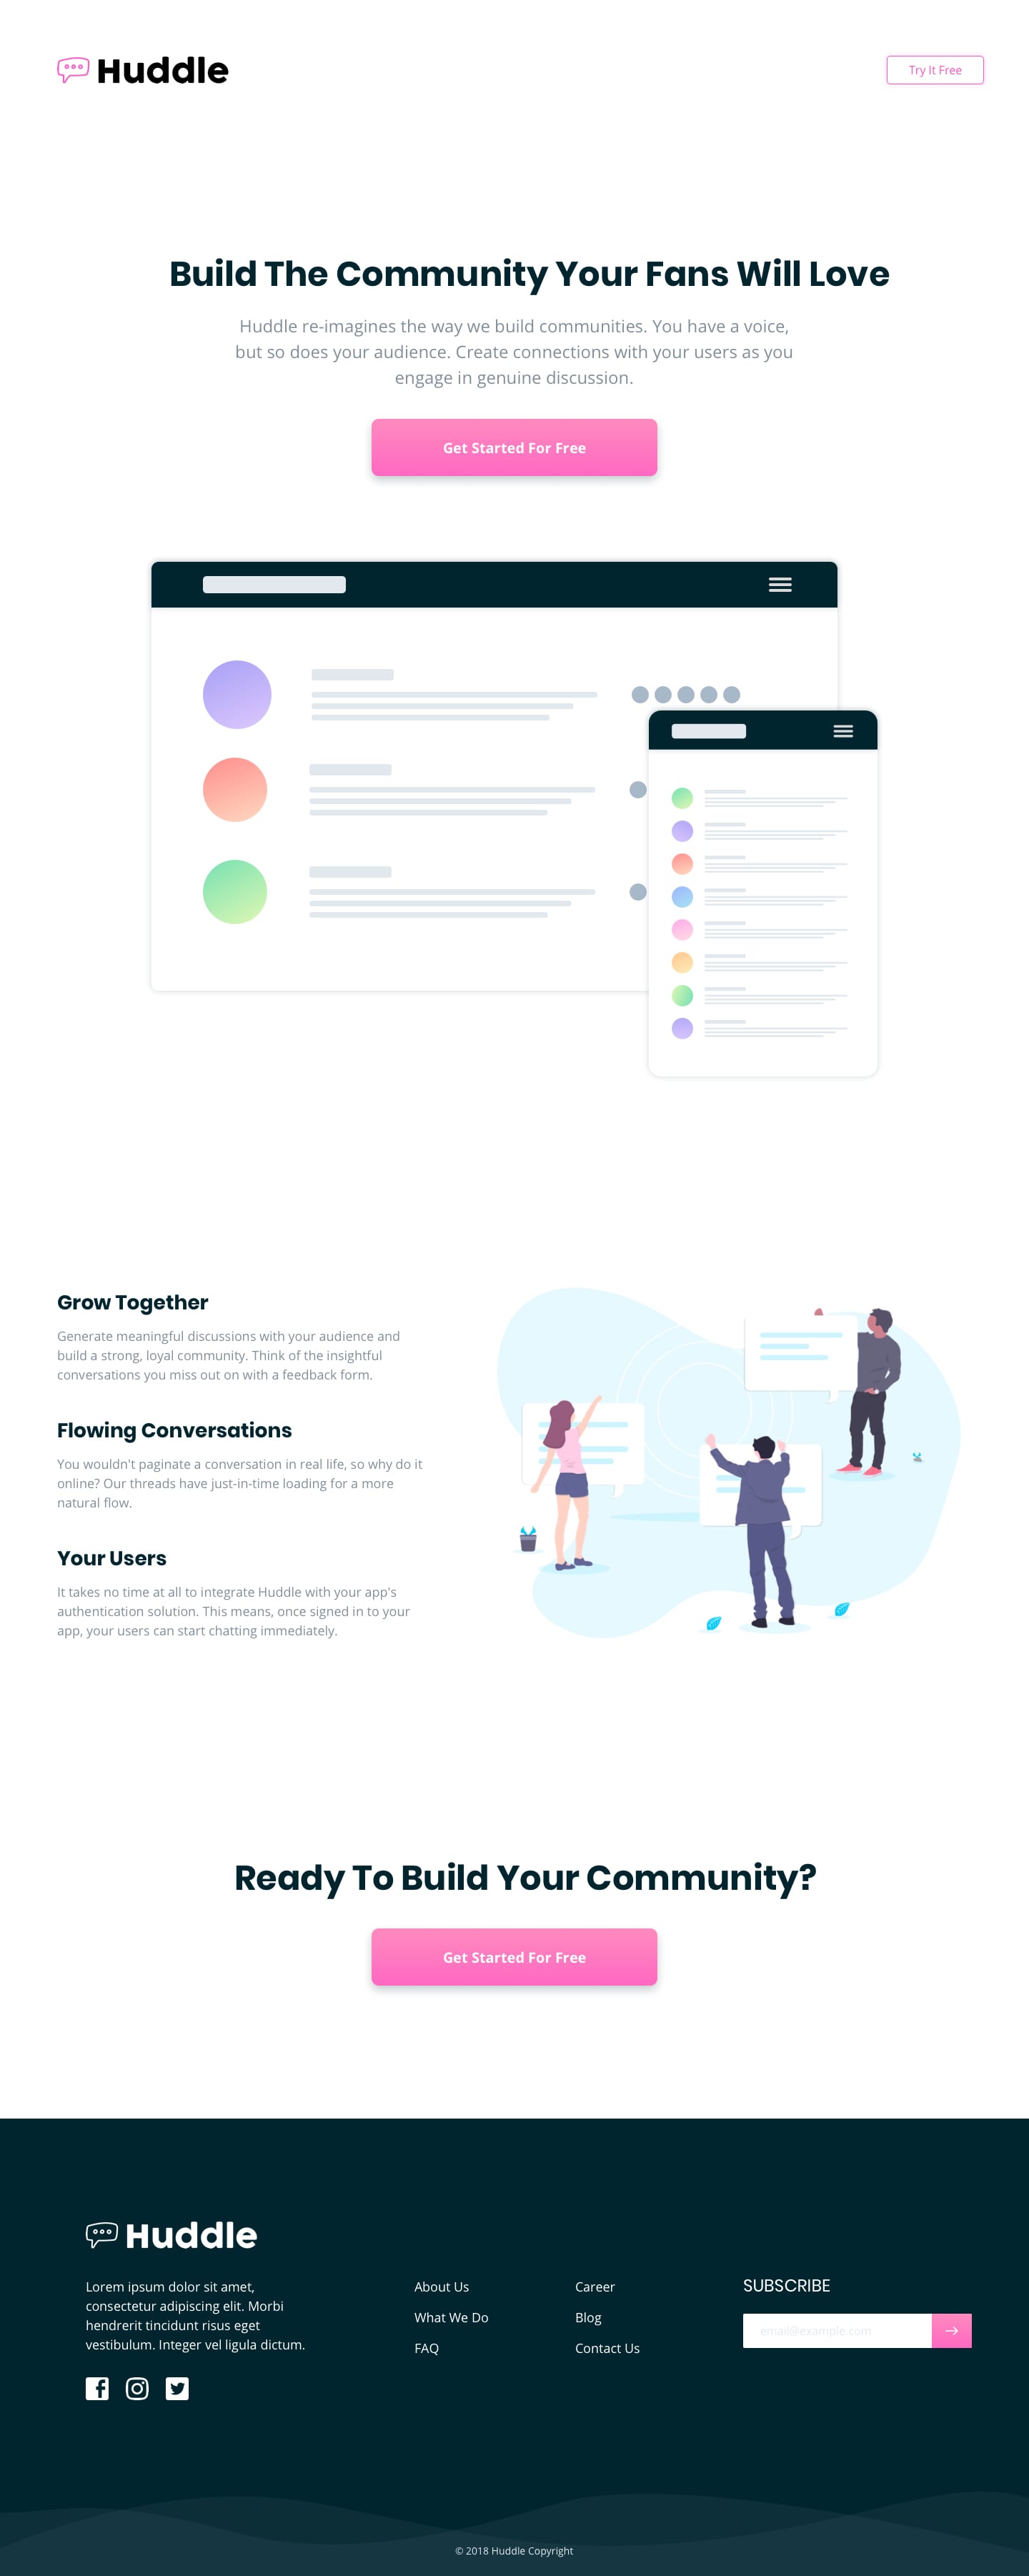 Huddle
Try It Free
Build The Community Your Fans Will Love
Huddle re-imagines the way we build communities. You have a voice,
but so does your audience. Create connections with your users as you
engage in genuine discussion.
Get Started For Free
Grow Together
Generate meaningful discussions with your audience and
build a strong, loyal community. Think of the insightful
conversations you miss out on with a feedback form.
Flowing Conversations
You wouldn't paginate a conversation in real life, so why do it
online? Our threads have just-in-time loading for a more
natural flow.
Your Users
It takes no time at all to integrate Huddle with your app's
authentication solution. This means, once signed in to your
app, your users can start chatting immediately.
Ready To Build Your Community?
Get Started For Free
Huddle
Lorem ipsum dolor sit amet,
consectetur adipiscing elit. Morbi
hendrerit tincidunt risus eget
vestibulum. Integer vel ligula dictum.
About Us
What We Do
FAQ
Career
Blog
Contact Us
SUBSCRIBE
email@example.com
© 2018 Huddle Copyright